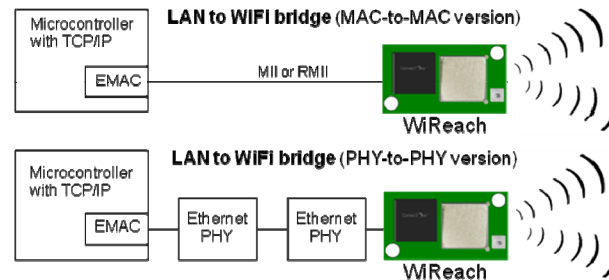 LAN to WiFi bridge (MAC-to-MAC version)
Microcontroller
with TCP/IP
EMAC
MII or RMII
WiReach
LAN to WiFi bridge (PHY-to-PHY version)
Microcontroller
with TCP/IP
EMAC
Ethernet
PHY
Ethernet
PHY
WiReach